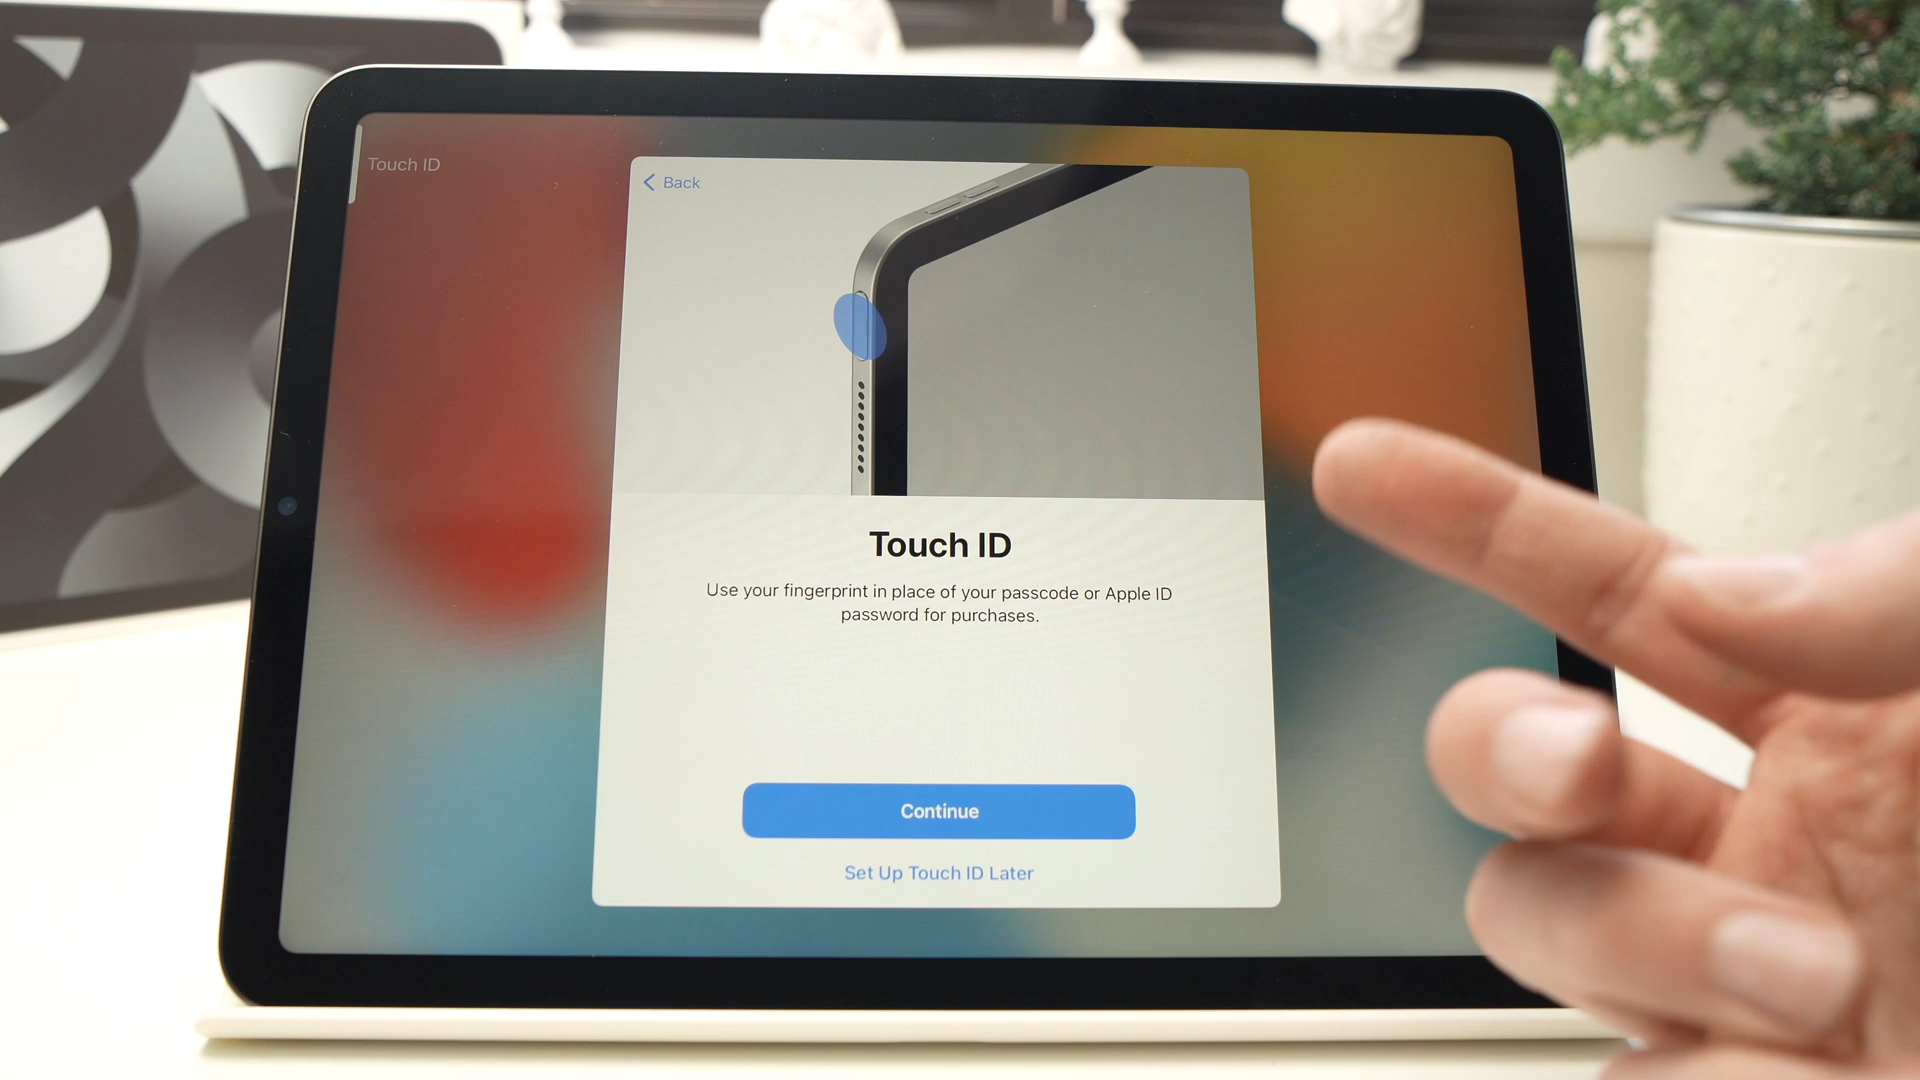 Touch ID
Back
Touch ID
Use your fingerprint in place of your passcode or Apple ID
password for purchases.
Continue
Set Up Touch ID Later